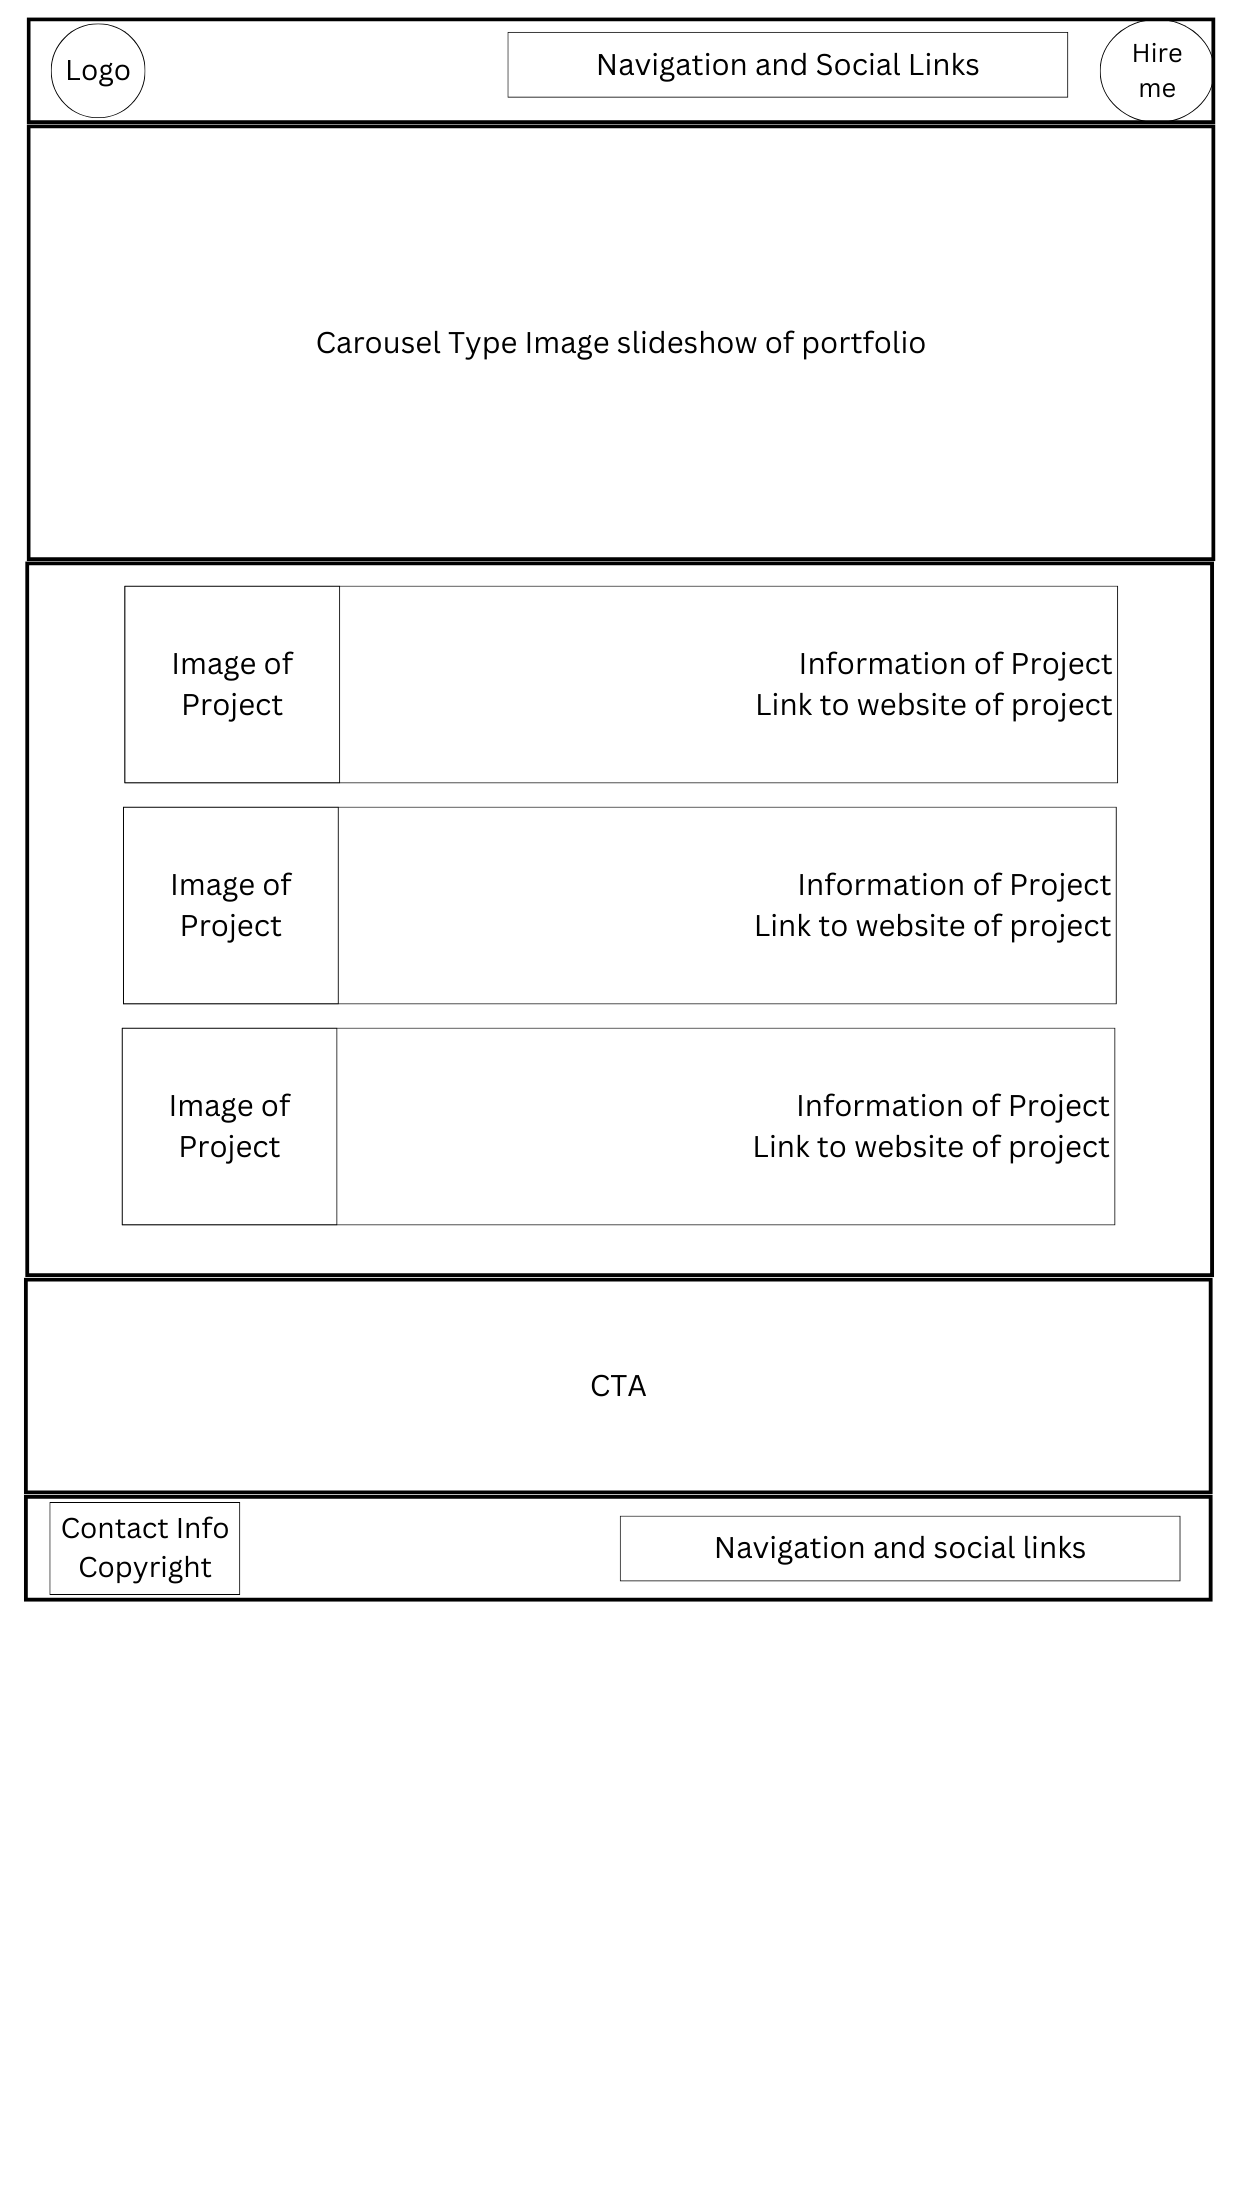 Logo
Navigation and Social Links
Hire
me
Carousel Type Image slideshow of portfolio
Image of
Project
Information of Project
Link to website of project
Image of
Project
Information of Project
Link to website of project
Image of
Project
Information of Project
Link to website of project
CTA
Contact Info
Copyright
Navigation and social links